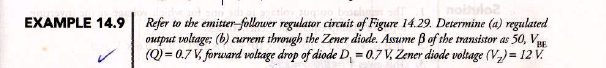 EXAMPLE 14.9
Refer to the emitter–follower regulator circuit of Figure 14.29. Determine (a) regulated
output voltage; (b) current through the Zener diode. Assume β of the transistor as 50, V_BE
(Q) = 0.7 V, forward voltage drop of diode D₁ = 0.7 V, Zener diode voltage (V_Z) = 12 V.